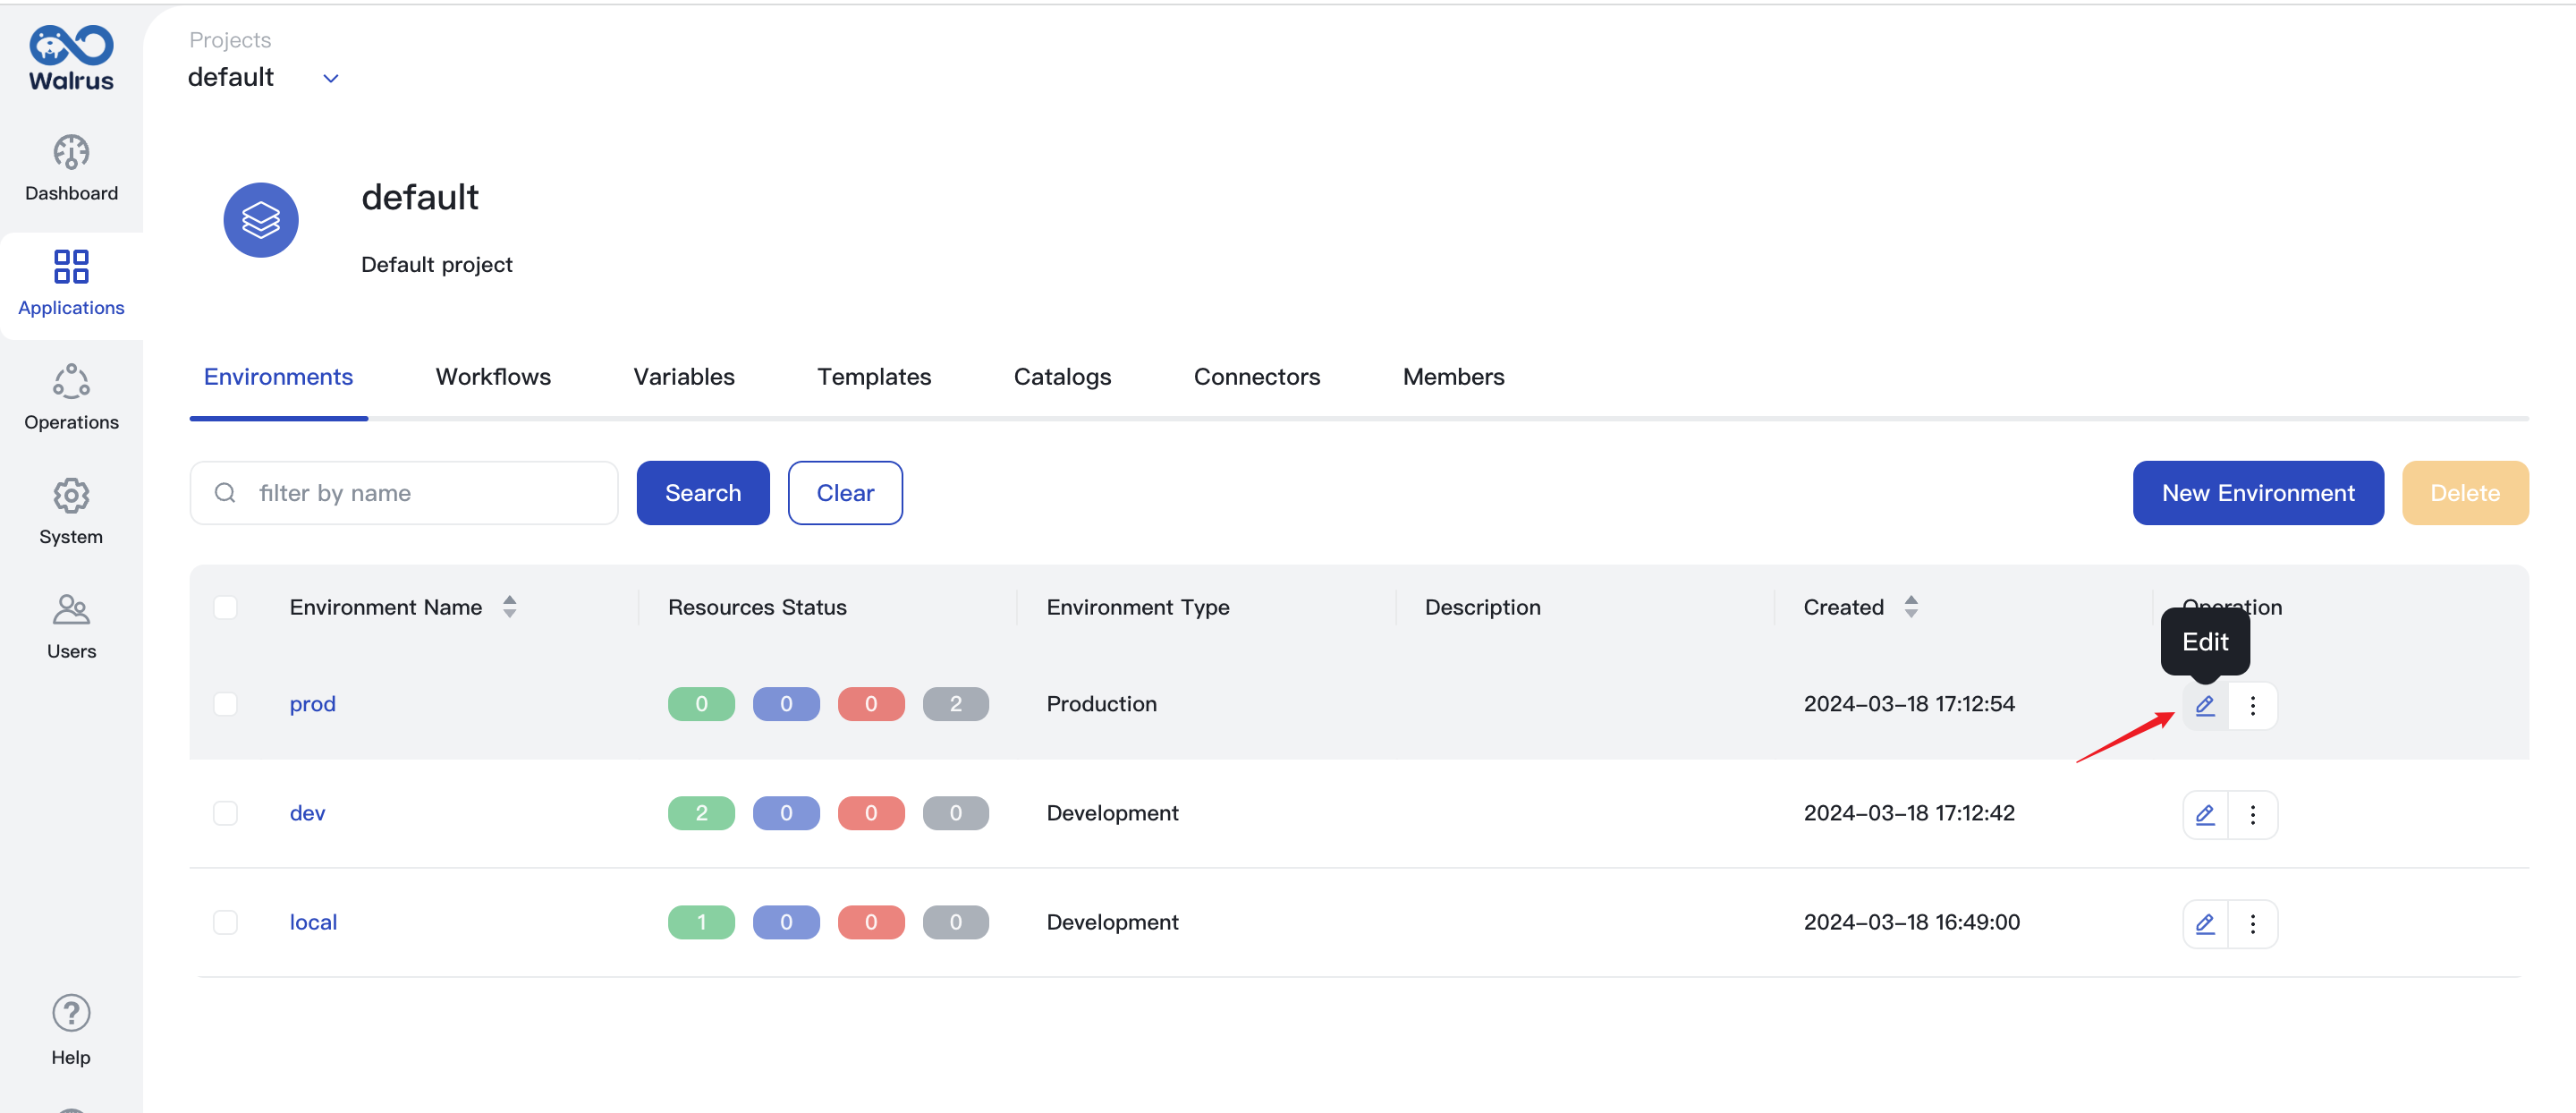 Walrus
Dashboard
Applications
Operations
System
Users
Help
Projects
default
default
Default project
Environments Workflows Variables Templates Catalogs Connectors Members
filter by name Search Clear New Environment Delete
Environment Name Resources Status Environment Type Description Created Operation
Edit
prod 0 0 0 2 Production 2024-03-18 17:12:54
dev 2 0 0 0 Development 2024-03-18 17:12:42
local 1 0 0 0 Development 2024-03-18 16:49:00